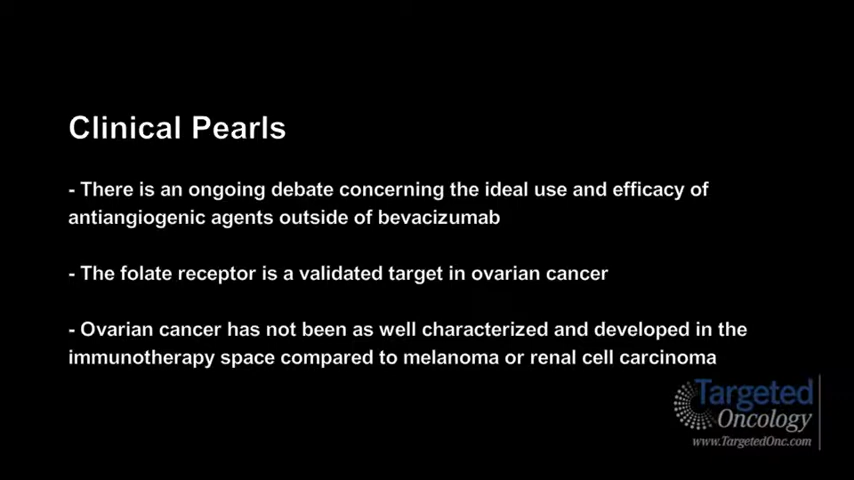 Clinical Pearls
- There is an ongoing debate concerning the ideal use and efficacy of
antiangiogenic agents outside of bevacizumab
- The folate receptor is a validated target in ovarian cancer
- Ovarian cancer has not been as well characterized and developed in the
immunotherapy space compared to melanoma or renal cell carcinoma
Targeted
Oncology
www.TargetedOnc.com